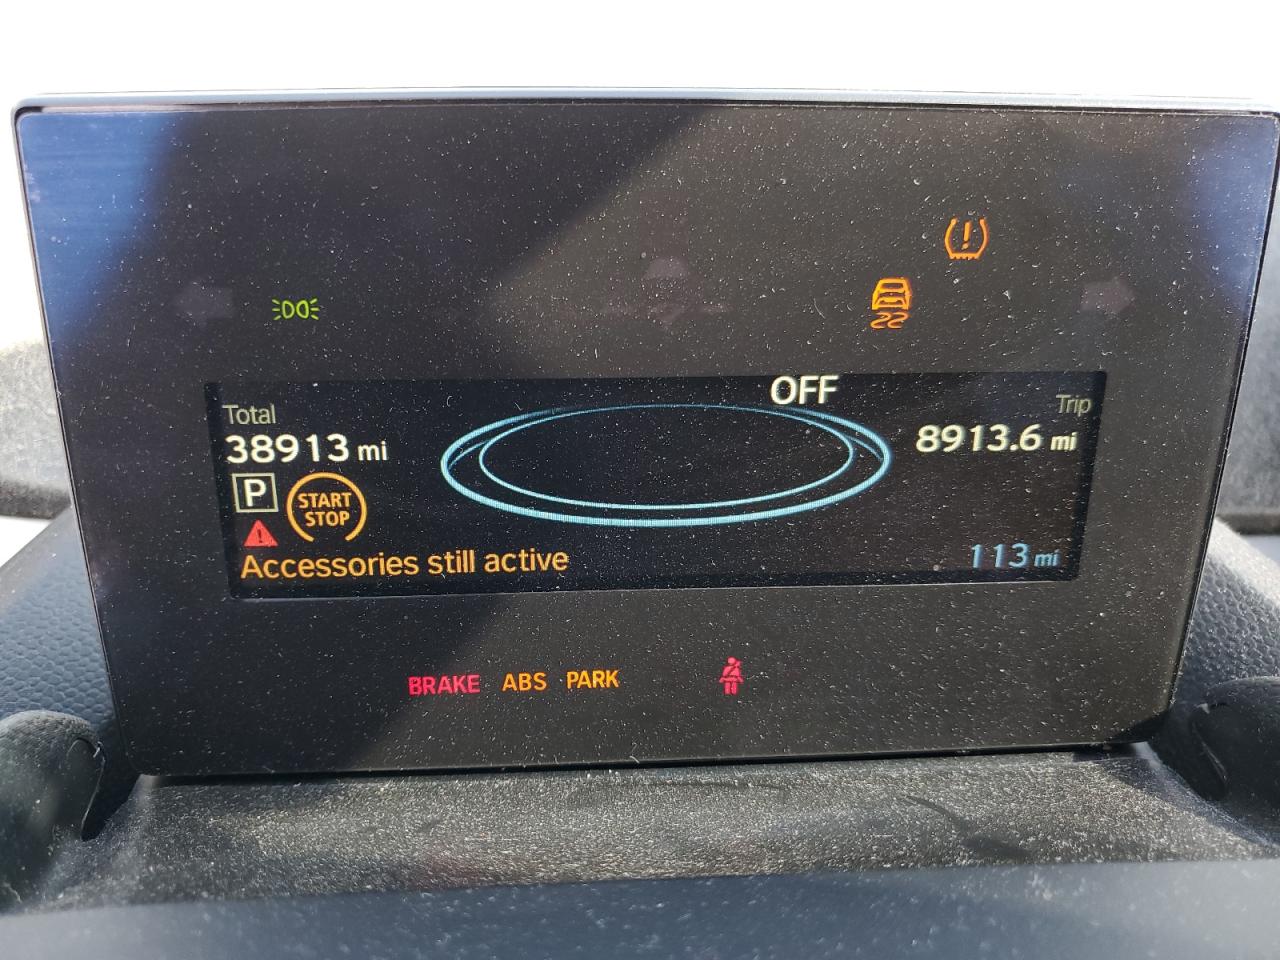 OFF
Total
Trip
38913 mi
8913.6 mi
P
START
STOP
Accessories still active
113 mi
BRAKE ABS PARK